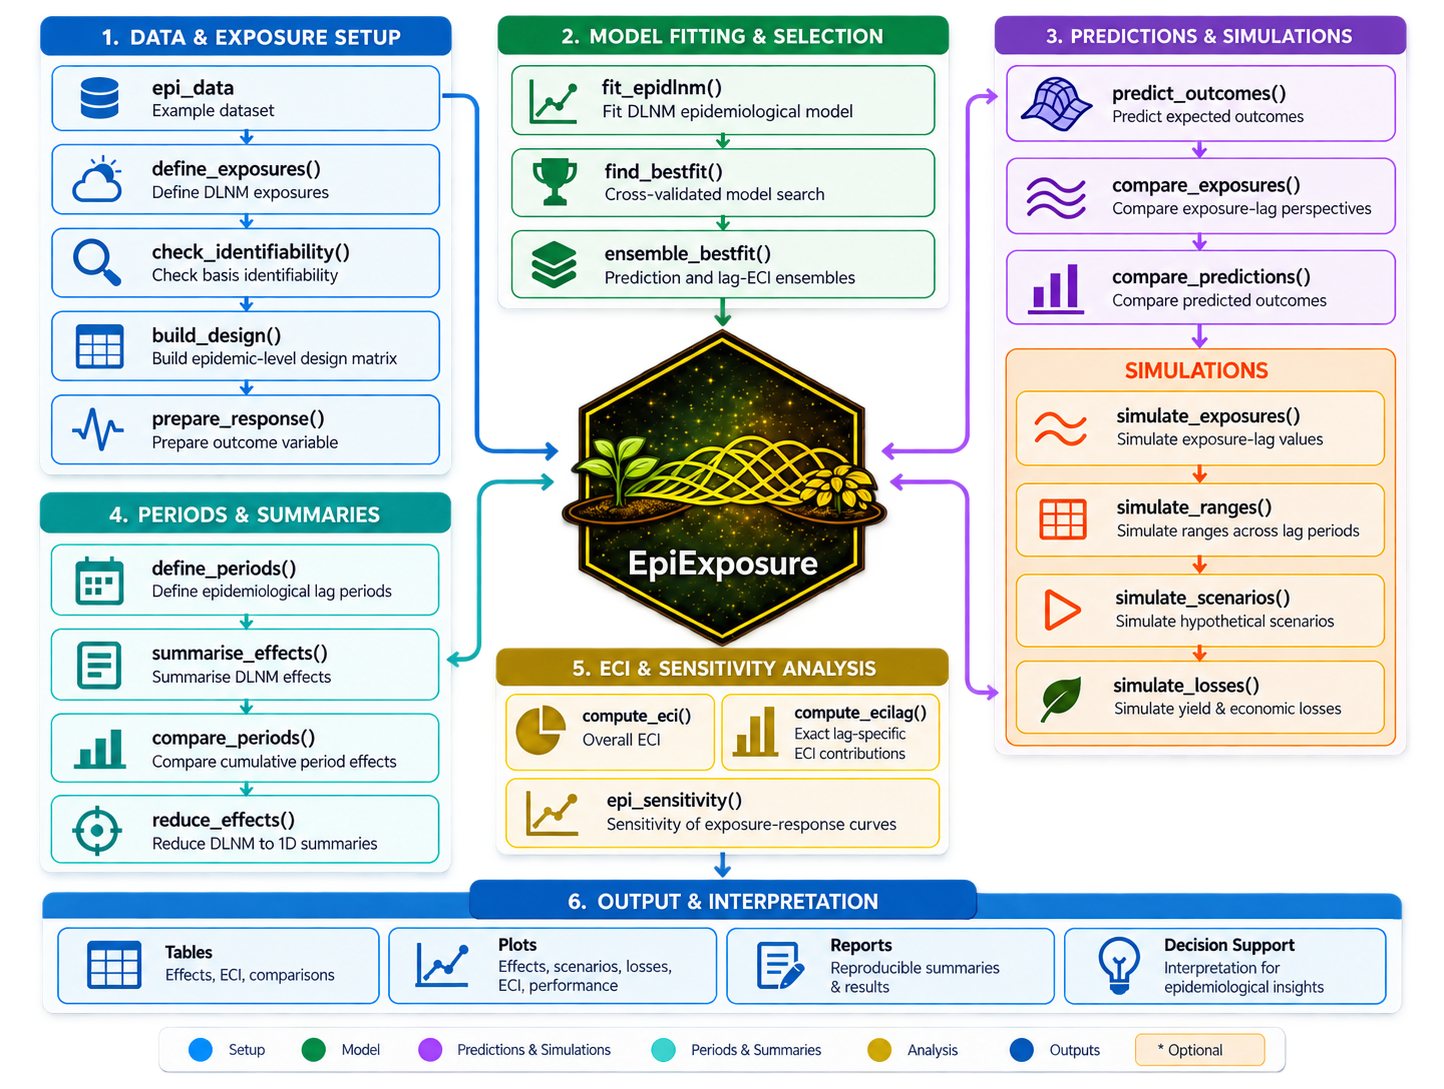 1. DATA & EXPOSURE SETUP
epi_data
Example dataset
define_exposures()
Define DLNM exposures
check_identifiability()
Check basis identifiability
build_design()
Build epidemic-level design matrix
prepare_response()
Prepare outcome variable
2. MODEL FITTING & SELECTION
fit_epidlnm()
Fit DLNM epidemiological model
find_bestfit()
Cross-validated model search
ensemble_bestfit()
Prediction and lag-ECI ensembles
3. PREDICTIONS & SIMULATIONS
predict_outcomes()
Predict expected outcomes
compare_exposures()
Compare exposure-lag perspectives
compare_predictions()
Compare predicted outcomes
SIMULATIONS
simulate_exposures()
Simulate exposure-lag values
simulate_ranges()
Simulate ranges across lag periods
simulate_scenarios()
Simulate hypothetical scenarios
simulate_losses()
Simulate yield & economic losses
EpiExposure
4. PERIODS & SUMMARIES
define_periods()
Define epidemiological lag periods
summarise_effects()
Summarise DLNM effects
compare_periods()
Compare cumulative period effects
reduce_effects()
Reduce DLNM to 1D summaries
5. ECI & SENSITIVITY ANALYSIS
compute_eci()
Overall ECI
compute_ecilag()
Exact lag-specific
ECI contributions
epi_sensitivity()
Sensitivity of exposure-response curves
6. OUTPUT & INTERPRETATION
Tables
Effects, ECI, comparisons
Plots
Effects, scenarios, losses,
ECI, performance
Reports
Reproducible summaries
& results
Decision Support
Interpretation for
epidemiological insights
Setup
Model
Predictions & Simulations
Periods & Summaries
Analysis
Outputs
* Optional